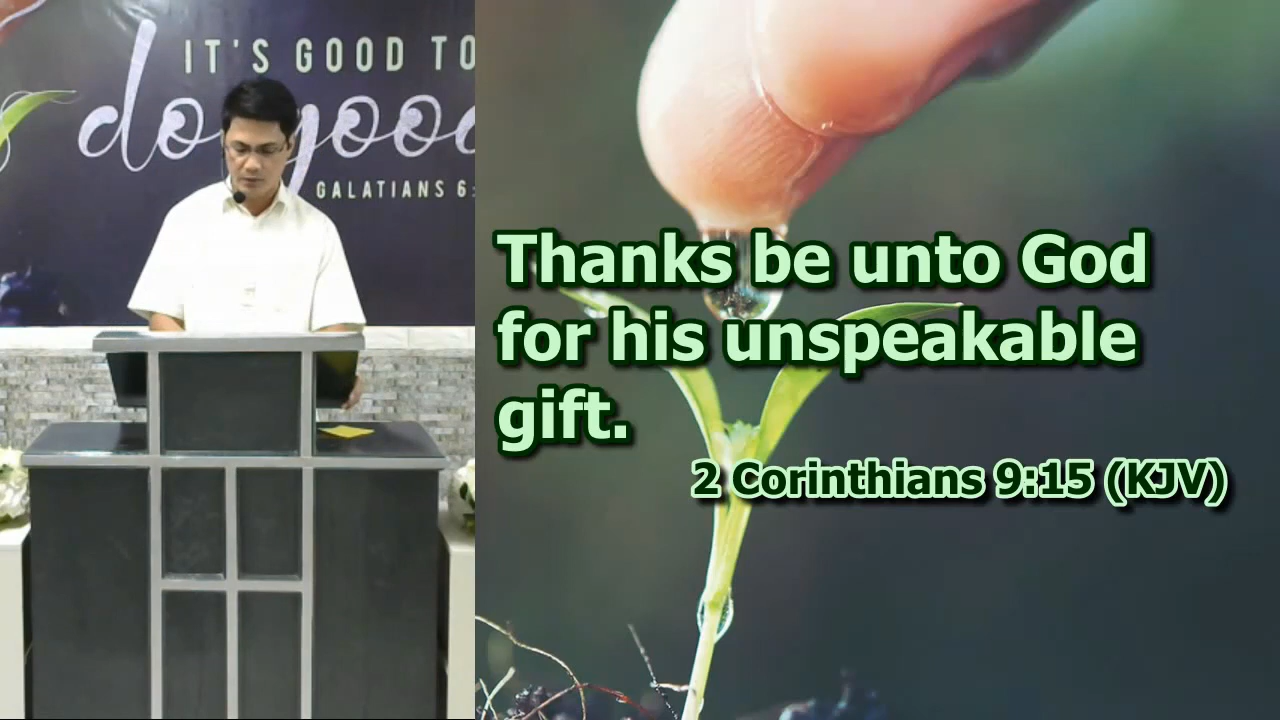 IT'S GOOD TO
do good
GALATIANS 6:
Thanks be unto God
for his unspeakable
gift.
2 Corinthians 9:15 (KJV)